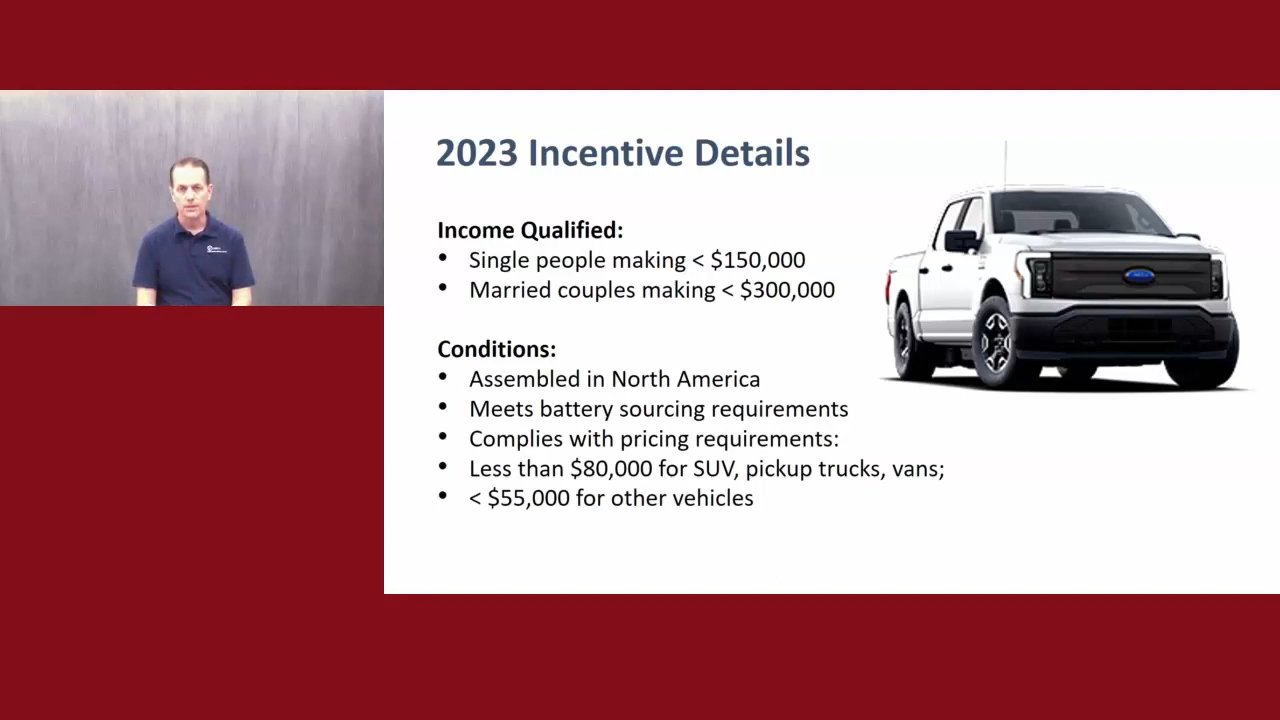 2023 Incentive Details
Income Qualified:
• Single people making < $150,000
• Married couples making < $300,000
Conditions:
• Assembled in North America
• Meets battery sourcing requirements
• Complies with pricing requirements:
• Less than $80,000 for SUV, pickup trucks, vans;
• < $55,000 for other vehicles